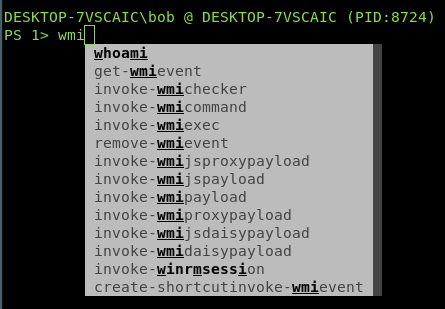 DESKTOP-7VSCAIC\bob @ DESKTOP-7VSCAIC (PID:8724)
PS 1> wmi
whoami
get-wmievent
invoke-wmichecker
invoke-wmicommand
invoke-wmiexec
remove-wmievent
invoke-wmijsproxypayload
invoke-wmijspayload
invoke-wmipayload
invoke-wmiproxypayload
invoke-wmijsdaisypayload
invoke-wmidaisypayload
invoke-winrmsession
create-shortcutinvoke-wmievent